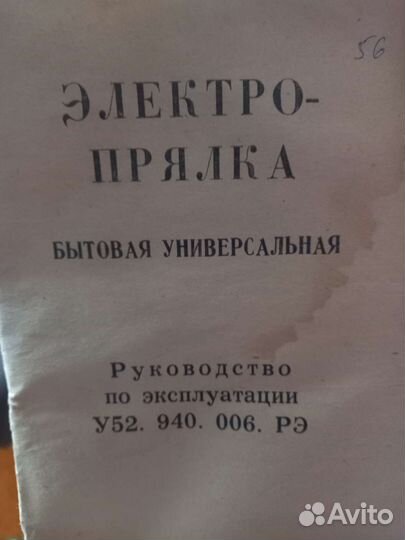 56
ЭЛЕКТРО-
ПРЯЛКА
БЫТОВАЯ УНИВЕРСАЛЬНАЯ
Руководство
по эксплуатации
У52. 940. 006. РЭ
Avito